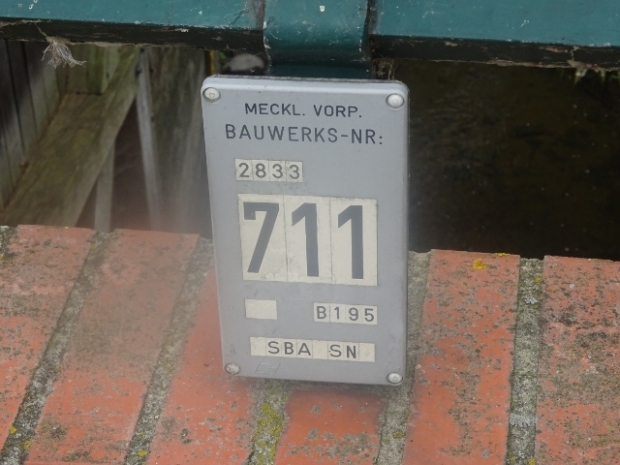 MECKL. VORP.
BAUWERKS-NR:
2833
711
B195
SBA SN